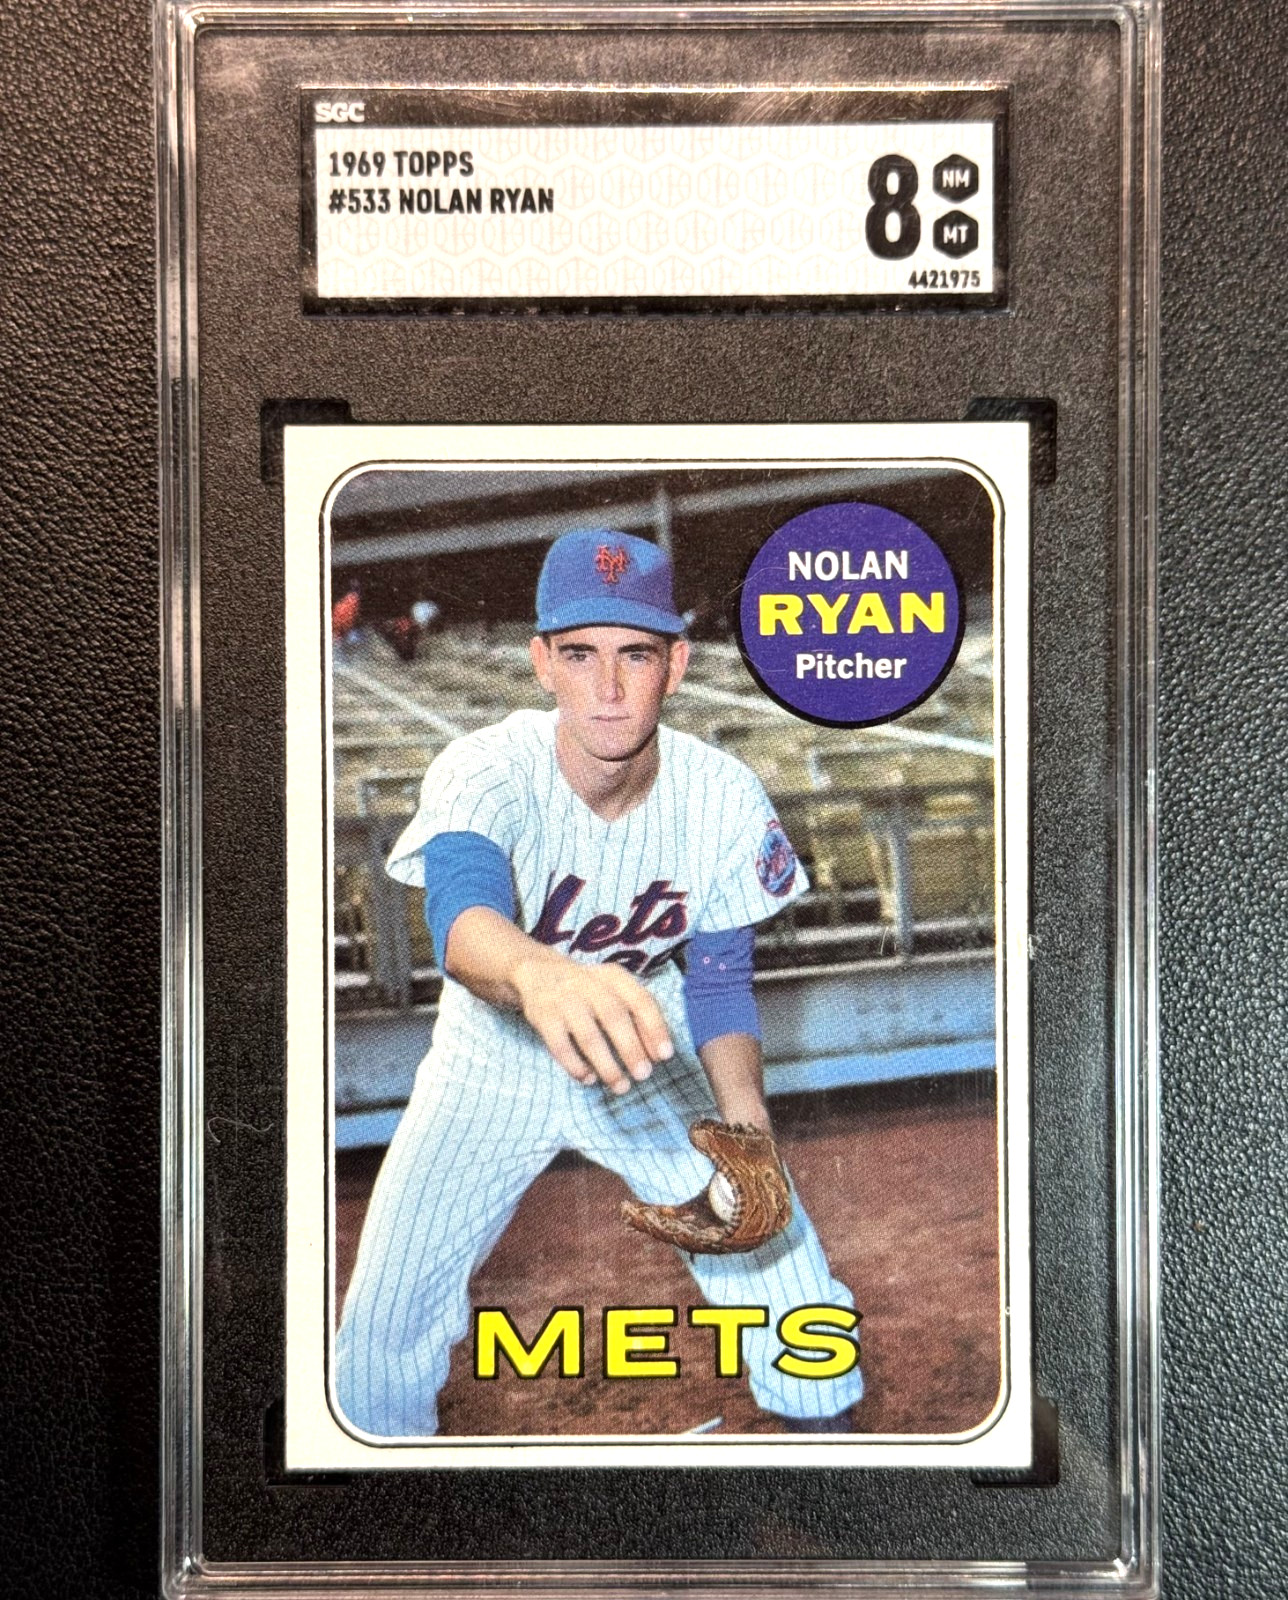 SGC
1969 TOPPS
#533 NOLAN RYAN
8 NM
MT
4421975
NOLAN
RYAN
Pitcher
Mets
METS